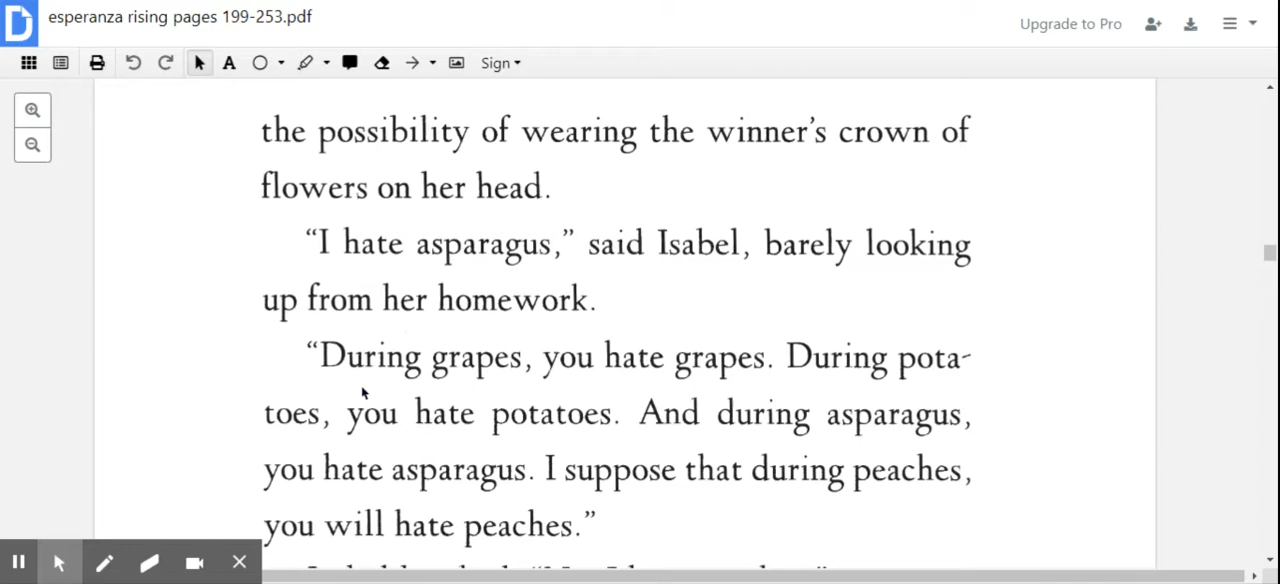 esperanza rising pages 199-253.pdf
Upgrade to Pro
A
Sign
the possibility of wearing the winner’s crown of
flowers on her head.
“I hate asparagus,” said Isabel, barely looking
up from her homework.
“During grapes, you hate grapes. During pota-
toes, you hate potatoes. And during asparagus,
you hate asparagus. I suppose that during peaches,
you will hate peaches.”